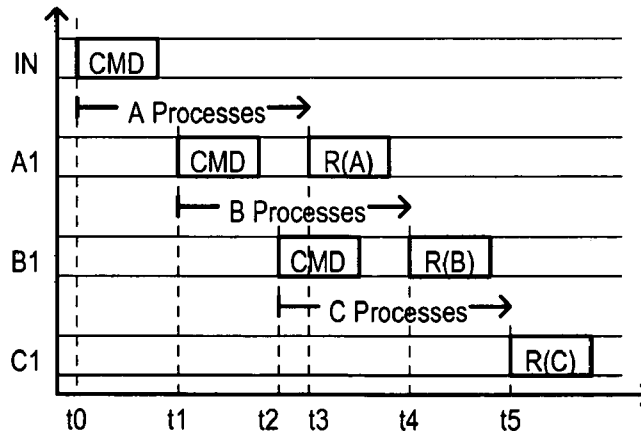 IN CMD
A Processes
A1 CMD R(A)
B Processes
B1 CMD R(B)
C Processes
C1 R(C)
t0 t1 t2 t3 t4 t5